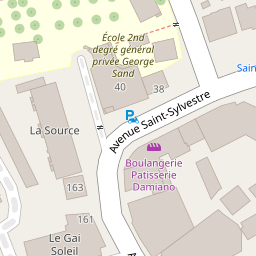 École 2nd
degré général
privée George
Sand
40
38
Sain
Avenue Saint-Sylvestre
La Source
Boulangerie
Patisserie
Damiano
163
161
Le Gai
Soleil